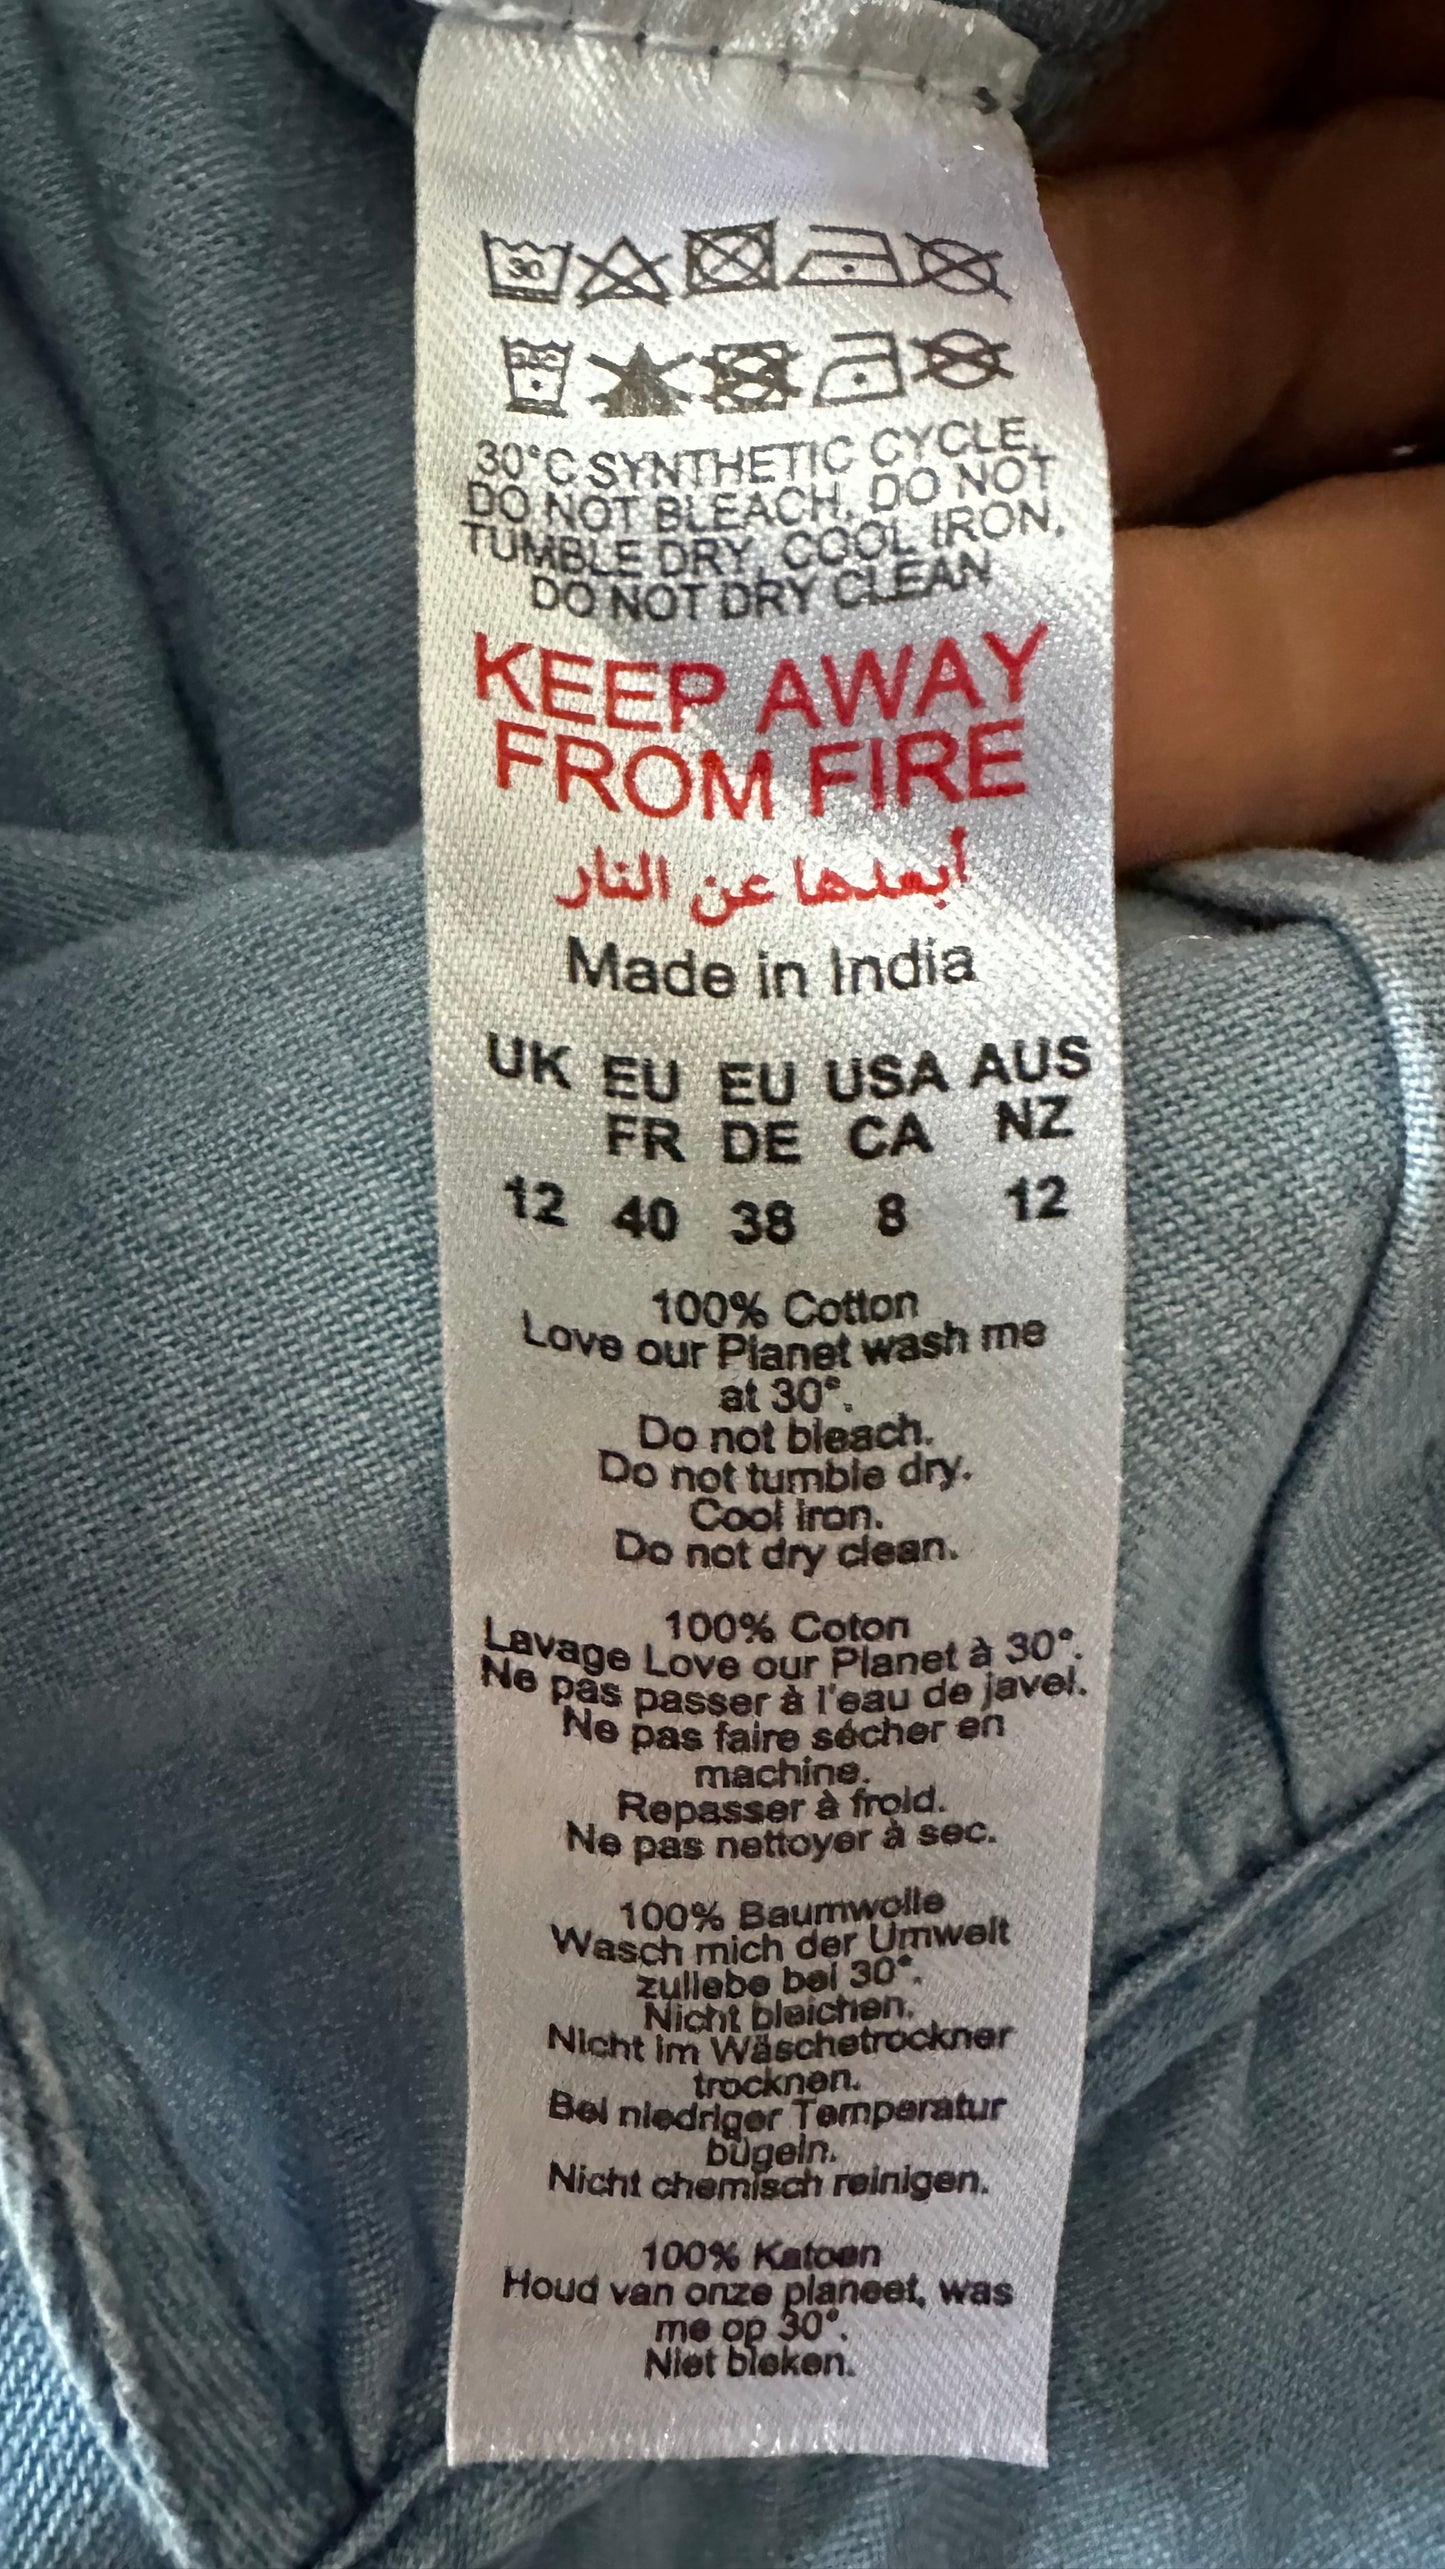 30
30°C SYNTHETIC CYCLE,
DO NOT BLEACH, DO NOT
TUMBLE DRY, COOL IRON,
DO NOT DRY CLEAN
KEEP AWAY
FROM FIRE
أبعدها عن النار
Made in India
UK EU EU USA AUS
FR DE CA NZ
12 40 38 8 12
100% Cotton
Love our Planet wash me
at 30°.
Do not bleach.
Do not tumble dry.
Cool Iron.
Do not dry clean.
100% Coton
Lavage Love our Planet à 30°.
Ne pas passer à l'eau de javel.
Ne pas faire sécher en
machine.
Repasser à froid.
Ne pas nettoyer à sec.
100% Baumwolle
Wasch mich der Umwelt
zuliebe bei 30°.
Nicht bleichen.
Nicht im Wäschetrockner
trocknen.
Bei niedriger Temperatur
bügeln.
Nicht chemisch reinigen.
100% Katoen
Houd van onze planeet, was
me op 30°.
Niet bleken.